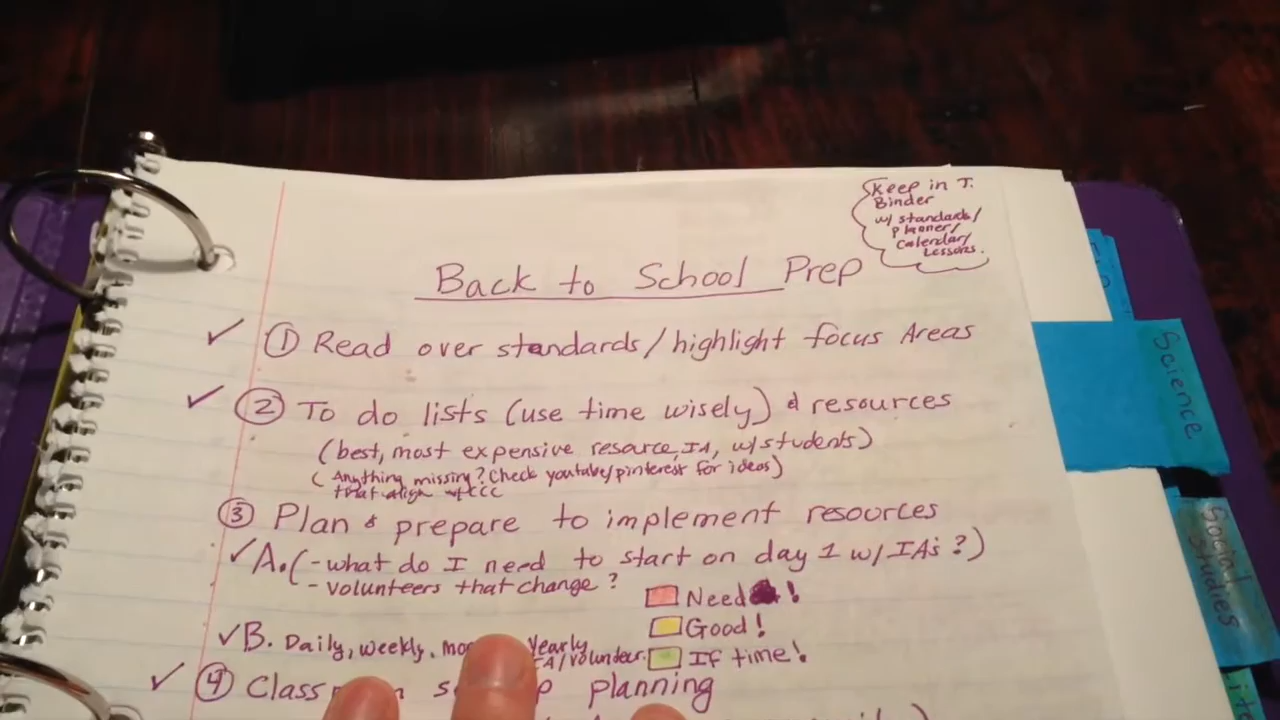 Keep in T.
Binder
w/ standards/
planner/
Calendar/
Lessons.
Back to School Prep
✓ ① Read over standards/highlight focus Areas
✓ ② To do lists (use time wisely) & resources
(best, most expensive resource, IA, w/students)
(Anything missing? Check youtube/pinterest for ideas)
that align w/CCC
③ Plan & prepare to implement resources
✓ A. (- what do I need to start on day 1 w/ IAs?)
- volunteers that change?
Need !
Good!
If time!
✓ B. Daily, weekly, Yearly
IA/volunteer
✓ ④ planning
Science
Social
Studies